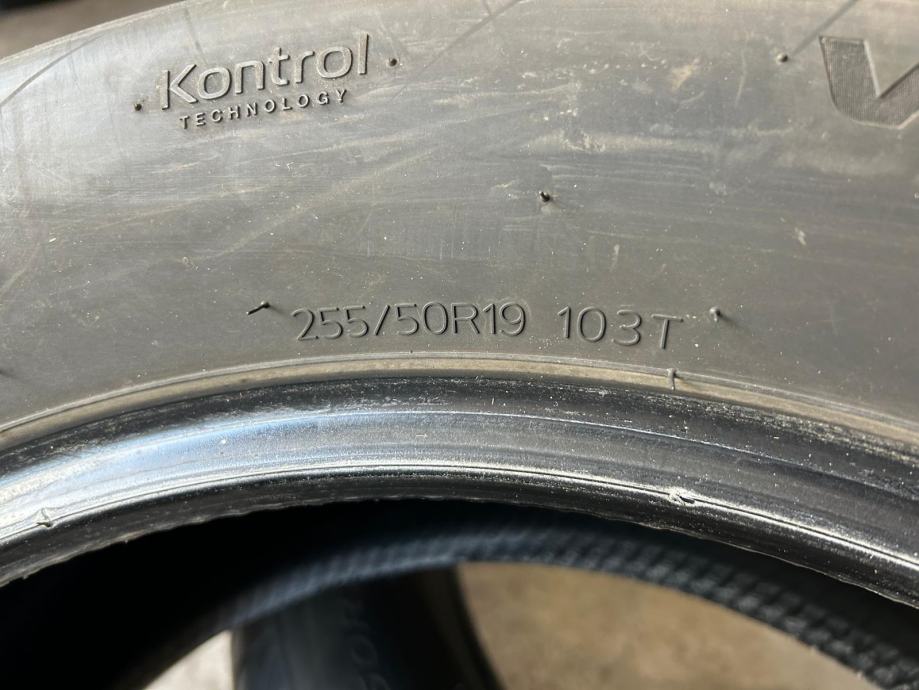 Kontrol
TECHNOLOGY
255/50R19 103T